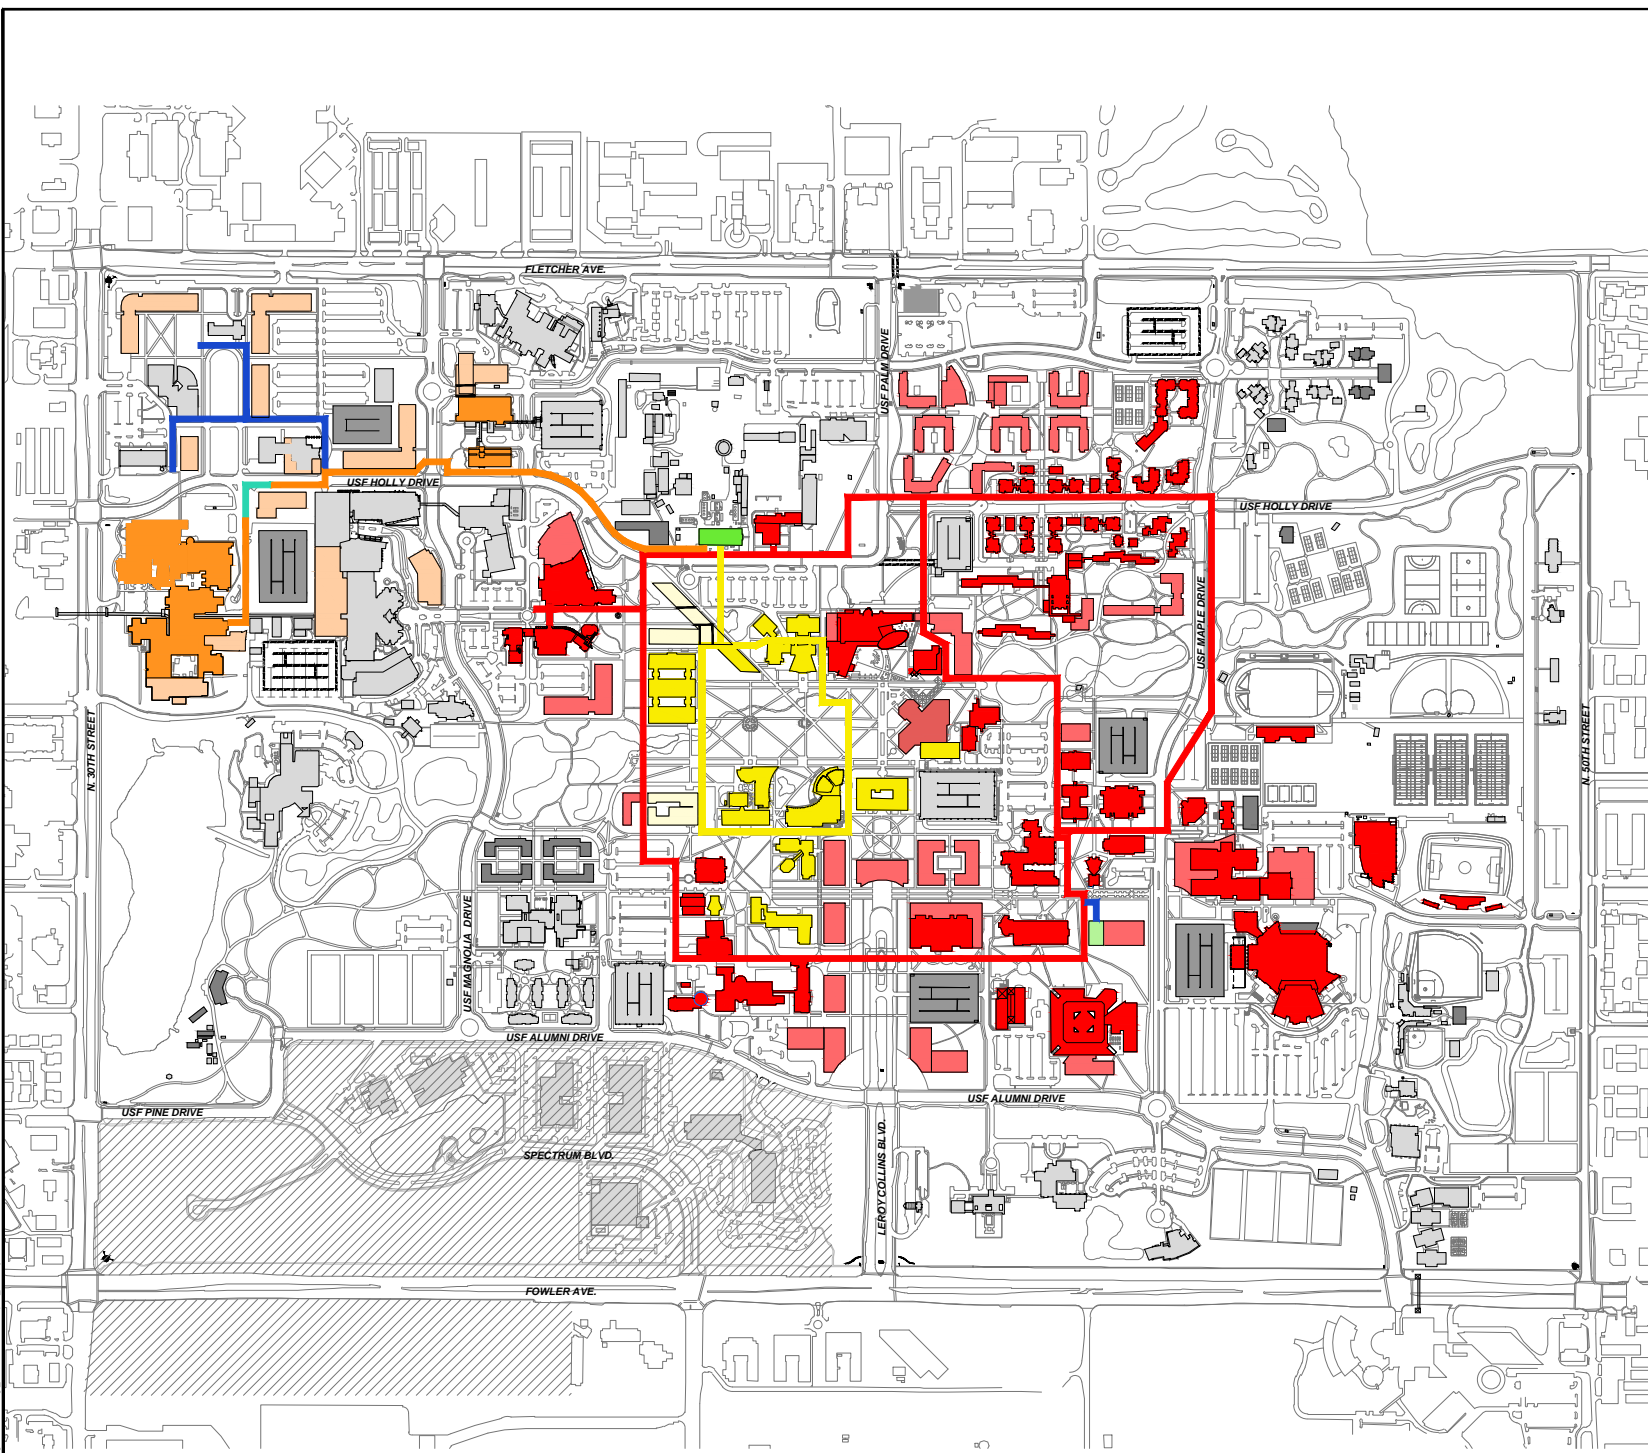 FLETCHER AVE.
USF PALM DRIVE
USF HOLLY DRIVE
USF HOLLY DRIVE
USF MAPLE DRIVE
N. 30TH STREET
N. 50TH STREET
USF MAGNOLIA DRIVE
USF ALUMNI DRIVE
USF ALUMNI DRIVE
USF PINE DRIVE
SPECTRUM BLVD.
LEROY COLLINS BLVD.
FOWLER AVE.